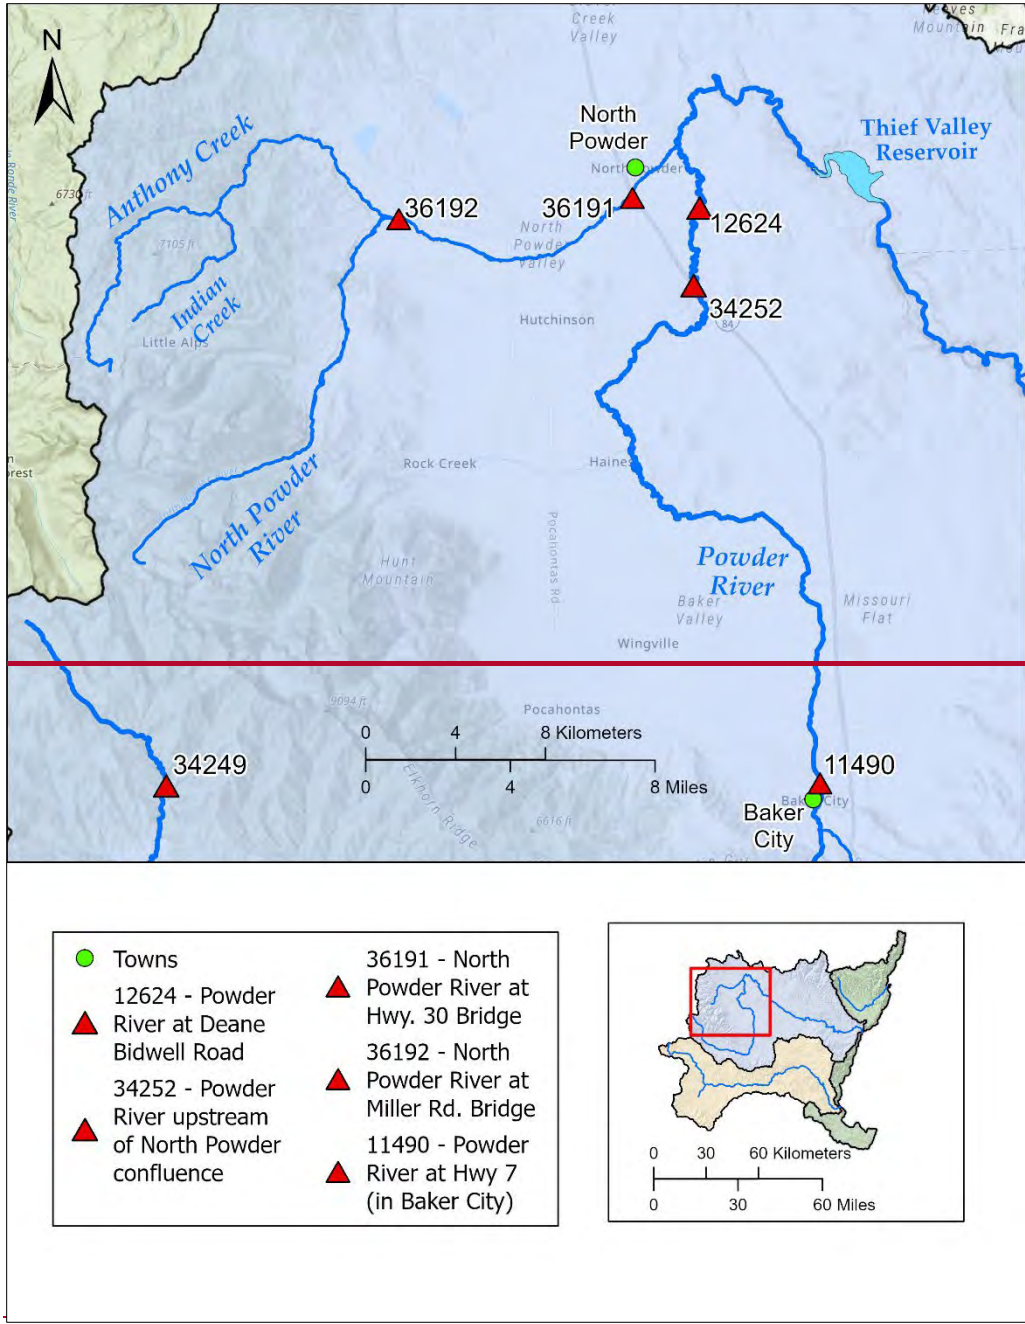 Creek
Valley
Mountain
N
North
Powder
Thief Valley
Reservoir
Anthony Creek
6736 ft
36192
36191
12624
7105 ft
North
Powder
Valley
Indian
Creek
Little Alps
Hutchinson
34252
84
Rock Creek
Haines
North Powder
River
Hunt
Mountain
Pocahontas Rd
Powder
River
Baker
Valley
Missouri
Flat
Wingville
9094 ft
Pocahontas
0 4 8 Kilometers
0 4 8 Miles
34249
11490
Elkhorn Ridge
6616 ft
Baker
City
Towns
12624 - Powder
River at Deane
Bidwell Road
34252 - Powder
River upstream
of North Powder
confluence
36191 - North
Powder River at
Hwy. 30 Bridge
36192 - North
Powder River at
Miller Rd. Bridge
11490 - Powder
River at Hwy 7
(in Baker City)
0 30 60 Kilometers
0 30 60 Miles